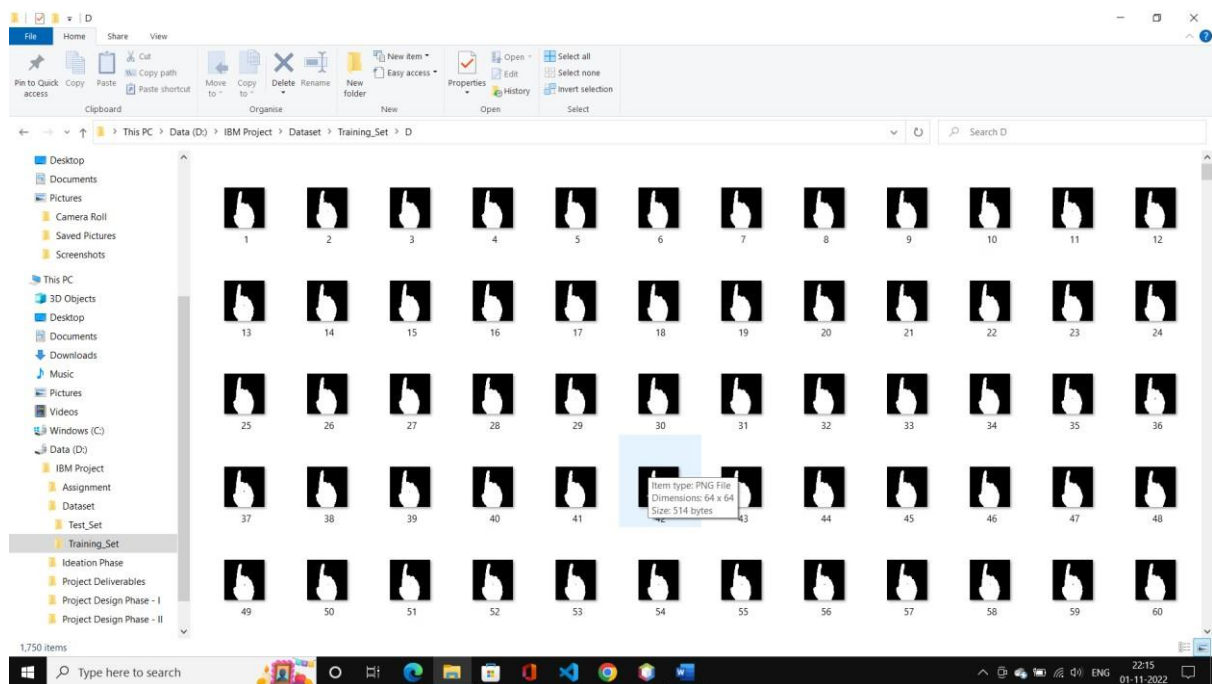 D
File Home Share View
Pin to Quick access
Copy
Paste
Cut
Copy path
Paste shortcut
Clipboard
Move to
Copy to
Delete
Rename
Organise
New folder
New item
Easy access
New
Properties
Open
Edit
History
Open
Select all
Select none
Invert selection
Select
This PC > Data (D:) > IBM Project > Dataset > Training_Set > D
Search D
Desktop
Documents
Pictures
Camera Roll
Saved Pictures
Screenshots
This PC
3D Objects
Desktop
Documents
Downloads
Music
Pictures
Videos
Windows (C:)
Data (D:)
IBM Project
Assignment
Dataset
Test_Set
Training_Set
Ideation Phase
Project Deliverables
Project Design Phase - I
Project Design Phase - II
1 2 3 4 5 6 7 8 9 10 11 12
13 14 15 16 17 18 19 20 21 22 23 24
25 26 27 28 29 30 31 32 33 34 35 36
Item type: PNG File
Dimensions: 64 x 64
Size: 514 bytes
37 38 39 40 41 42 43 44 45 46 47 48
49 50 51 52 53 54 55 56 57 58 59 60
1,750 items
Type here to search
ENG
22:15
01-11-2022